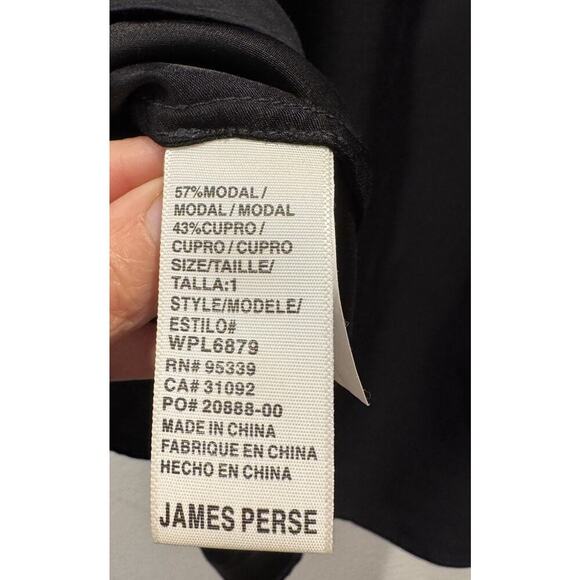 57%MODAL/
MODAL/MODAL
43%CUPRO/
CUPRO/CUPRO
SIZE/TAILLE/
TALLA:1
STYLE/MODELE/
ESTILO#
WPL6879
RN# 95339
CA# 31092
PO# 20888-00
MADE IN CHINA
FABRIQUE EN CHINA
HECHO EN CHINA
JAMES PERSE